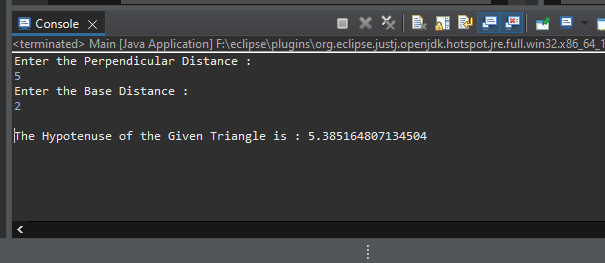 Console
<terminated> Main [Java Application] F:\eclipse\plugins\org.eclipse.justj.openjdk.hotspot.jre.full.win32.x86_64_1
Enter the Perpendicular Distance :
5
Enter the Base Distance :
2
The Hypotenuse of the Given Triangle is : 5.385164807134504